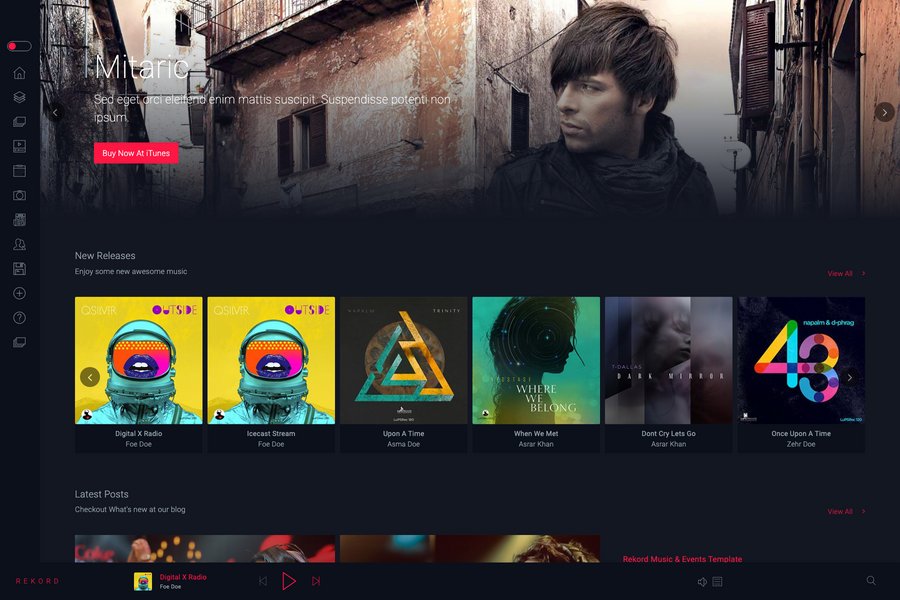 Mitaric
Sed eget orci eleifend enim mattis suscipit. Suspendisse potenti non
ipsum.
Buy Now At iTunes
New Releases
Enjoy some new awesome music
View All
QSILVER OUTSIDE
QSILVER OUTSIDE
NAPALM TRINITY
WHERE
WE
BELONG
T-DALLAS
DARK MIRROR
napalm & d-phrag
43
Digital X Radio
Foe Doe
Icecast Stream
Foe Doe
Upon A Time
Asma Doe
When We Met
Asrar Khan
Dont Cry Lets Go
Asrar Khan
Once Upon A Time
Zehr Doe
Latest Posts
Checkout What's new at our blog
View All
Coke
Rekord Music & Events Template
REKORD
Digital X Radio
Foe Doe